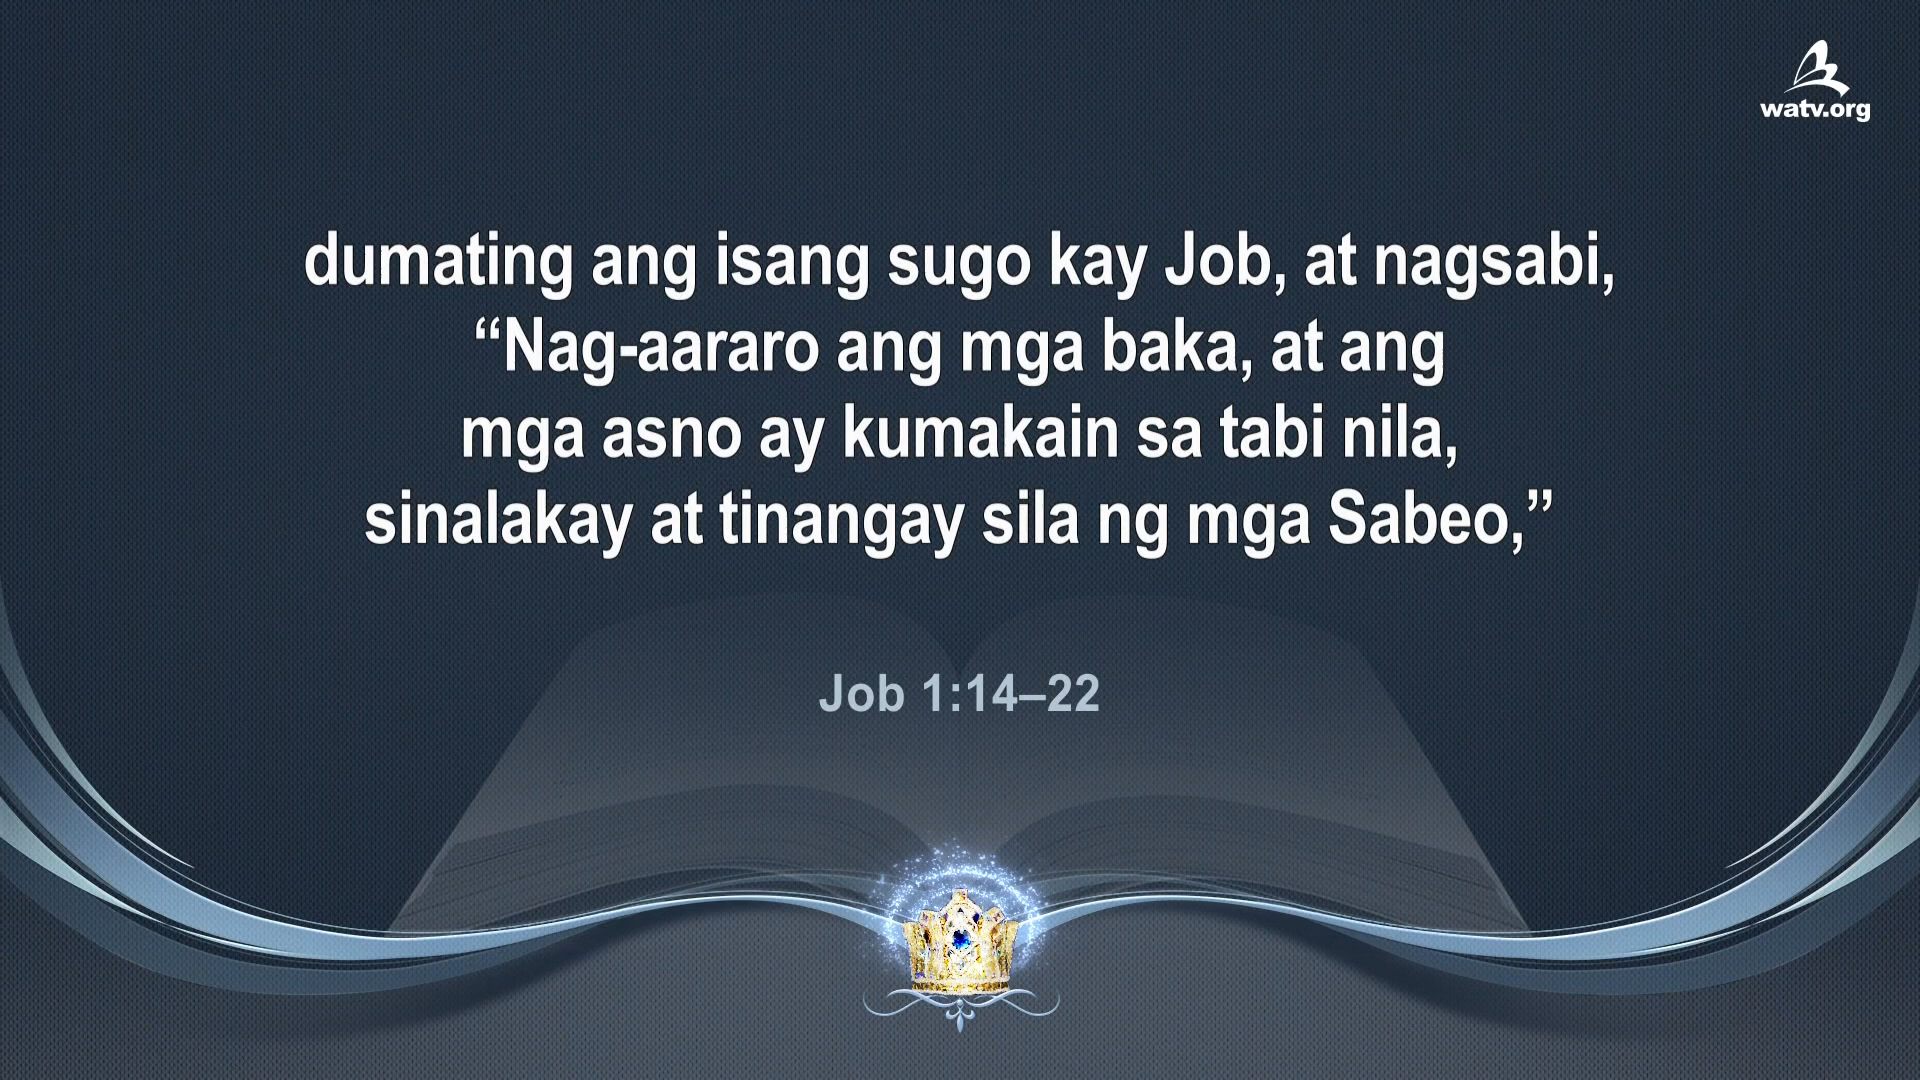 watv.org
dumating ang isang sugo kay Job, at nagsabi,
“Nag-aararo ang mga baka, at ang
mga asno ay kumakain sa tabi nila,
sinalakay at tinangay sila ng mga Sabeo,”
Job 1:14–22